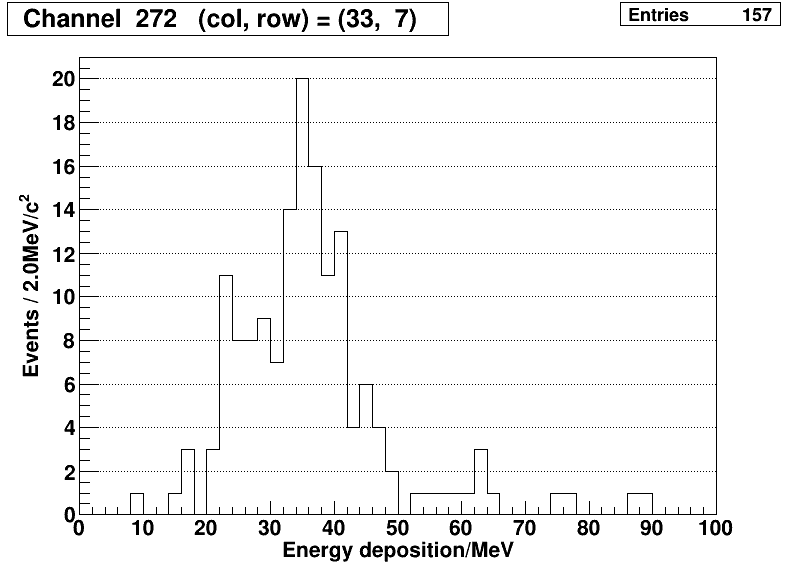 Channel 272 (col, row) = (33, 7)
Entries 157
Events / 2.0MeV/c²
20
18
16
14
12
10
8
6
4
2
0
0 10 20 30 40 50 60 70 80 90 100
Energy deposition/MeV